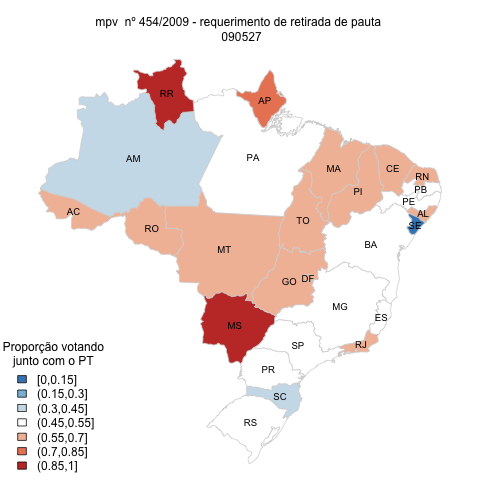 mpv  nº 454/2009 - requerimento de retirada de pauta
090527
RR
AP
AM
PA
MA
CE
RN
PB
PI
PE
AL
SE
AC
RO
TO
MT
BA
GO
DF
MG
ES
MS
SP
RJ
PR
SC
RS
Proporção votando
junto com o PT
[0,0.15]
(0.15,0.3]
(0.3,0.45]
(0.45,0.55]
(0.55,0.7]
(0.7,0.85]
(0.85,1]